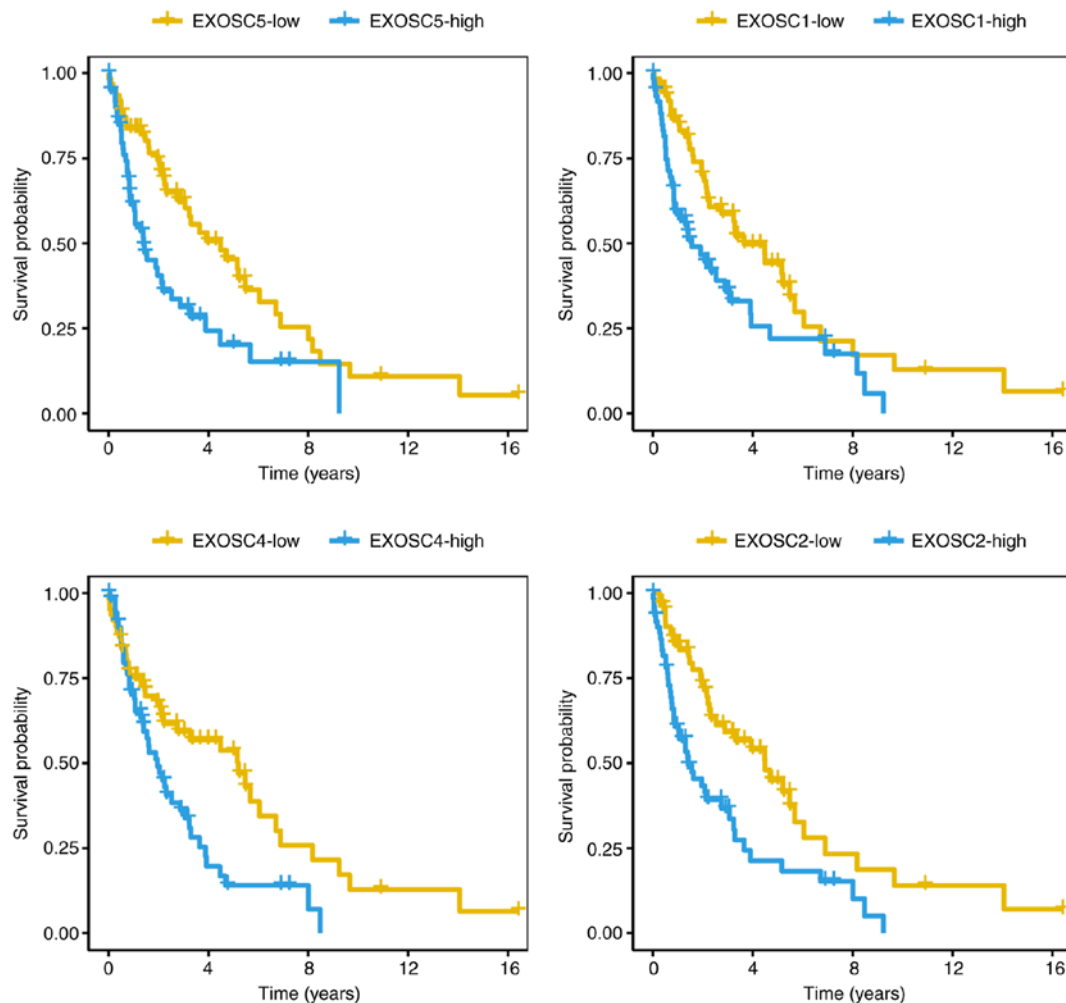 EXOSC5-low EXOSC5-high
1.00
0.75
0.50
0.25
0.00
Survival probability
0 4 8 12 16
Time (years)
EXOSC1-low EXOSC1-high
1.00
0.75
0.50
0.25
0.00
Survival probability
0 4 8 12 16
Time (years)
EXOSC4-low EXOSC4-high
1.00
0.75
0.50
0.25
0.00
Survival probability
0 4 8 12 16
Time (years)
EXOSC2-low EXOSC2-high
1.00
0.75
0.50
0.25
0.00
Survival probability
0 4 8 12 16
Time (years)